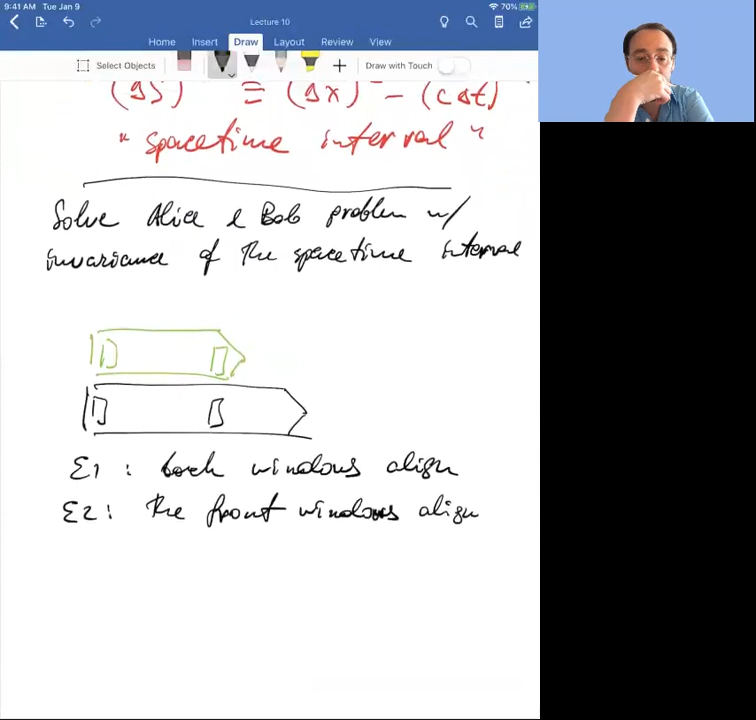 9:41 AM Tue Jan 9
Lecture 10
70%
Home Insert Draw Layout Review View
Select Objects
Draw with Touch
(Δs)² ≡ (Δx)² − (cΔt)
"spacetime interval"
Solve Alice & Bob problem w/
invariance of the spacetime interval
E1 : back windows align
E2 : the front windows align